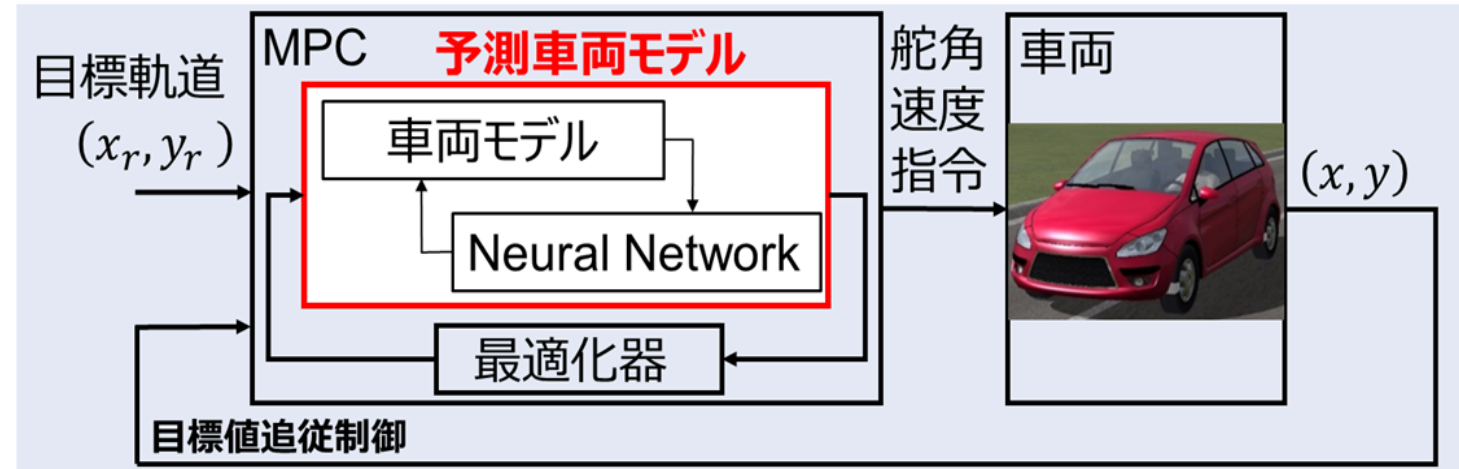 目標軌道
(x_r, y_r )
MPC
予測車両モデル
車両モデル
Neural Network
最適化器
舵角
速度
指令
車両
(x, y)
目標値追従制御